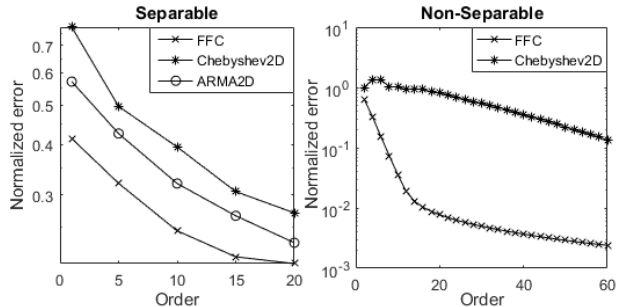 Separable
Normalized error
0.7
0.6
0.5
0.4
0.3
FFC
Chebyshev2D
ARMA2D
0 5 10 15 20
Order
Non-Separable
Normalized error
10^1
10^0
10^-1
10^-2
10^-3
FFC
Chebyshev2D
0 20 40 60
Order